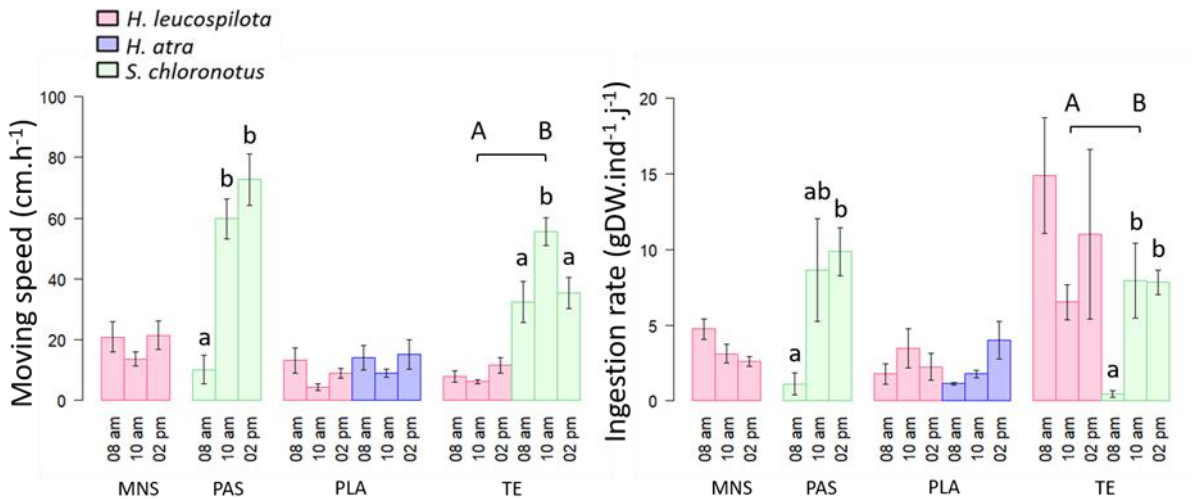 H. leucospilota
H. atra
S. chloronotus
Moving speed (cm.h-1)
100
80
60
40
20
0
a
b
b
A
B
a
b
a
08 am
10 am
02 pm
08 am
10 am
02 pm
08 am
10 am
02 pm
08 am
10 am
02 pm
08 am
10 am
02 pm
08 am
10 am
02 pm
MNS
PAS
PLA
TE
Ingestion rate (gDW.ind-1.j-1)
20
15
10
5
0
a
ab
b
A
B
a
b
b
08 am
10 am
02 pm
08 am
10 am
02 pm
08 am
10 am
02 pm
08 am
10 am
02 pm
08 am
10 am
02 pm
08 am
10 am
02 pm
MNS
PAS
PLA
TE